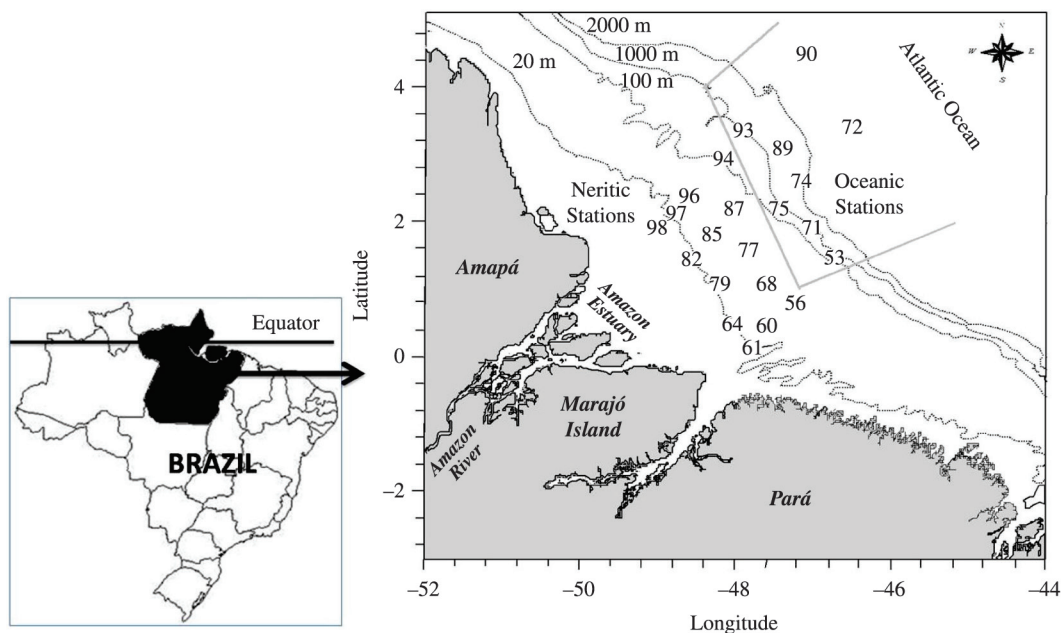 Equator
BRAZIL
2000 m
1000 m
100 m
20 m
90
Atlantic Ocean
N
W
E
S
4
2
0
−2
Latitude
93
89
72
94
74
Oceanic
Stations
Neritic
Stations
96
97
98
87
75
71
85
77
53
82
79
68
56
64
60
61
Amapá
Amazon
Estuary
Marajó
Island
Amazon
River
Pará
−52
−50
−48
−46
−44
Longitude